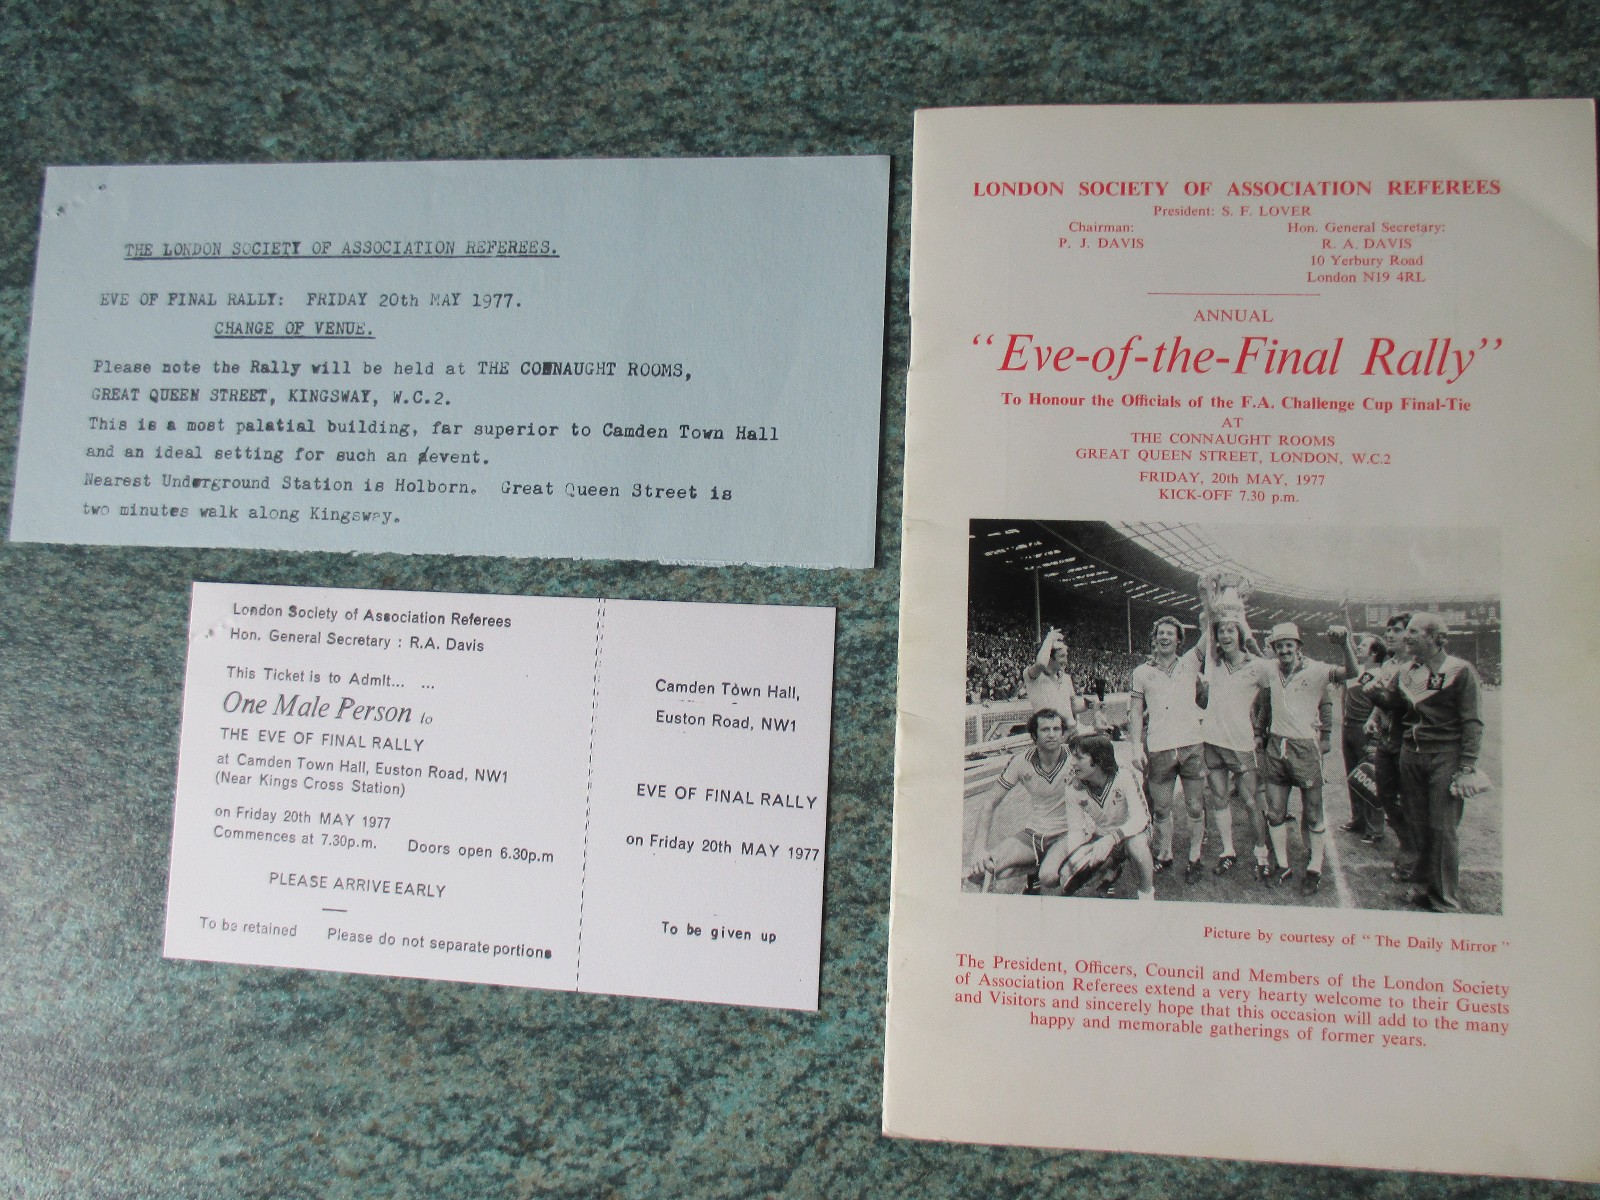 THE LONDON SOCIETY OF ASSOCIATION REFEREES.
EVE OF FINAL RALLY: FRIDAY 20th MAY 1977.
CHANGE OF VENUE.
Please note the Rally will be held at THE CONNAUGHT ROOMS,
GREAT QUEEN STREET, KINGSWAY, W.C.2.
This is a most palatial building, far superior to Camden Town Hall
and an ideal setting for such an event.
Nearest Underground Station is Holborn. Great Queen Street is
two minutes walk along Kingsway.
London Society of Association Referees
Hon. General Secretary : R.A. Davis
This Ticket is to Admit... ...
One Male Person to
THE EVE OF FINAL RALLY
at Camden Town Hall, Euston Road, NW1
(Near Kings Cross Station)
on Friday 20th MAY 1977
Commences at 7.30p.m. Doors open 6.30p.m
PLEASE ARRIVE EARLY
To be retained Please do not separate portions
Camden Town Hall,
Euston Road, NW1
EVE OF FINAL RALLY
on Friday 20th MAY 1977
To be given up
LONDON SOCIETY OF ASSOCIATION REFEREES
President: S. F. LOVER
Chairman:
P. J. DAVIS
Hon. General Secretary:
R. A. DAVIS
10 Yerbury Road
London N19 4RL
ANNUAL
"Eve-of-the-Final Rally"
To Honour the Officials of the F.A. Challenge Cup Final-Tie
AT
THE CONNAUGHT ROOMS
GREAT QUEEN STREET, LONDON, W.C.2
FRIDAY, 20th MAY, 1977
KICK-OFF 7.30 p.m.
Picture by courtesy of "The Daily Mirror"
The President, Officers, Council and Members of the London Society
of Association Referees extend a very hearty welcome to their Guests
and Visitors and sincerely hope that this occasion will add to the many
happy and memorable gatherings of former years.